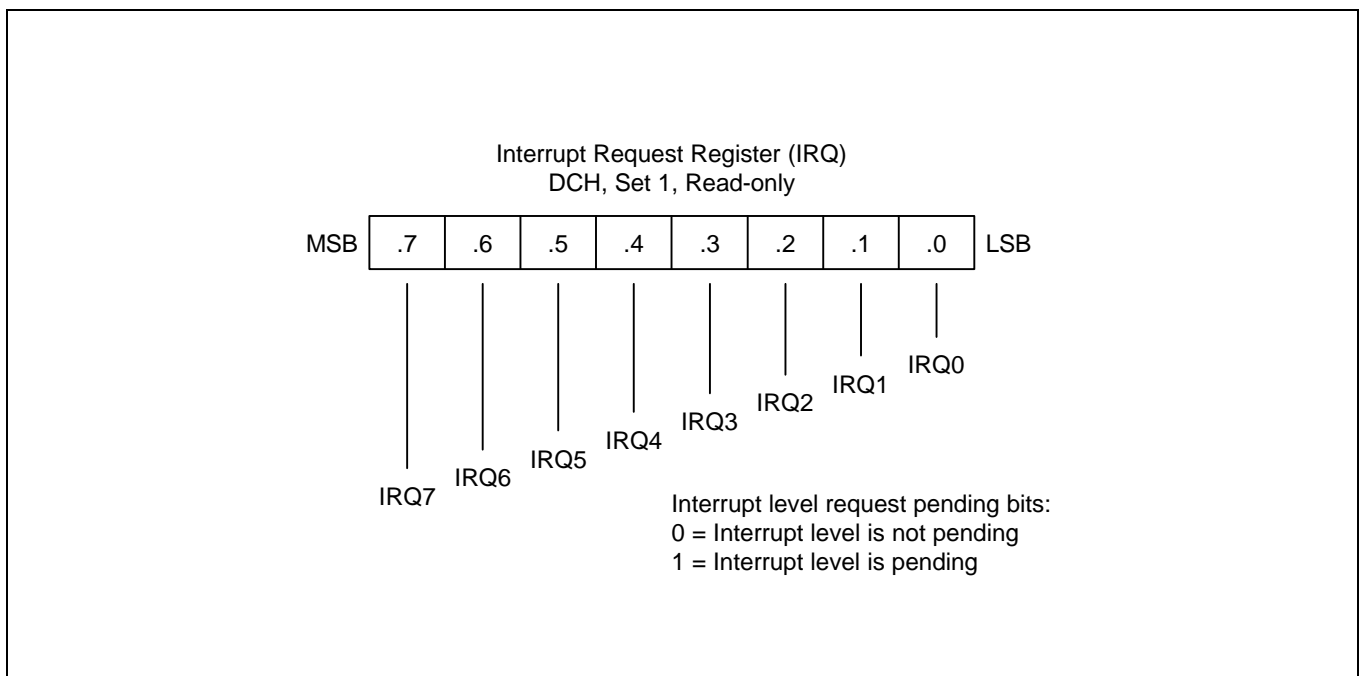 Interrupt Request Register (IRQ)
DCH, Set 1, Read-only
MSB .7 .6 .5 .4 .3 .2 .1 .0 LSB
IRQ0
IRQ1
IRQ2
IRQ3
IRQ4
IRQ5
IRQ6
IRQ7
Interrupt level request pending bits:
0 = Interrupt level is not pending
1 = Interrupt level is pending